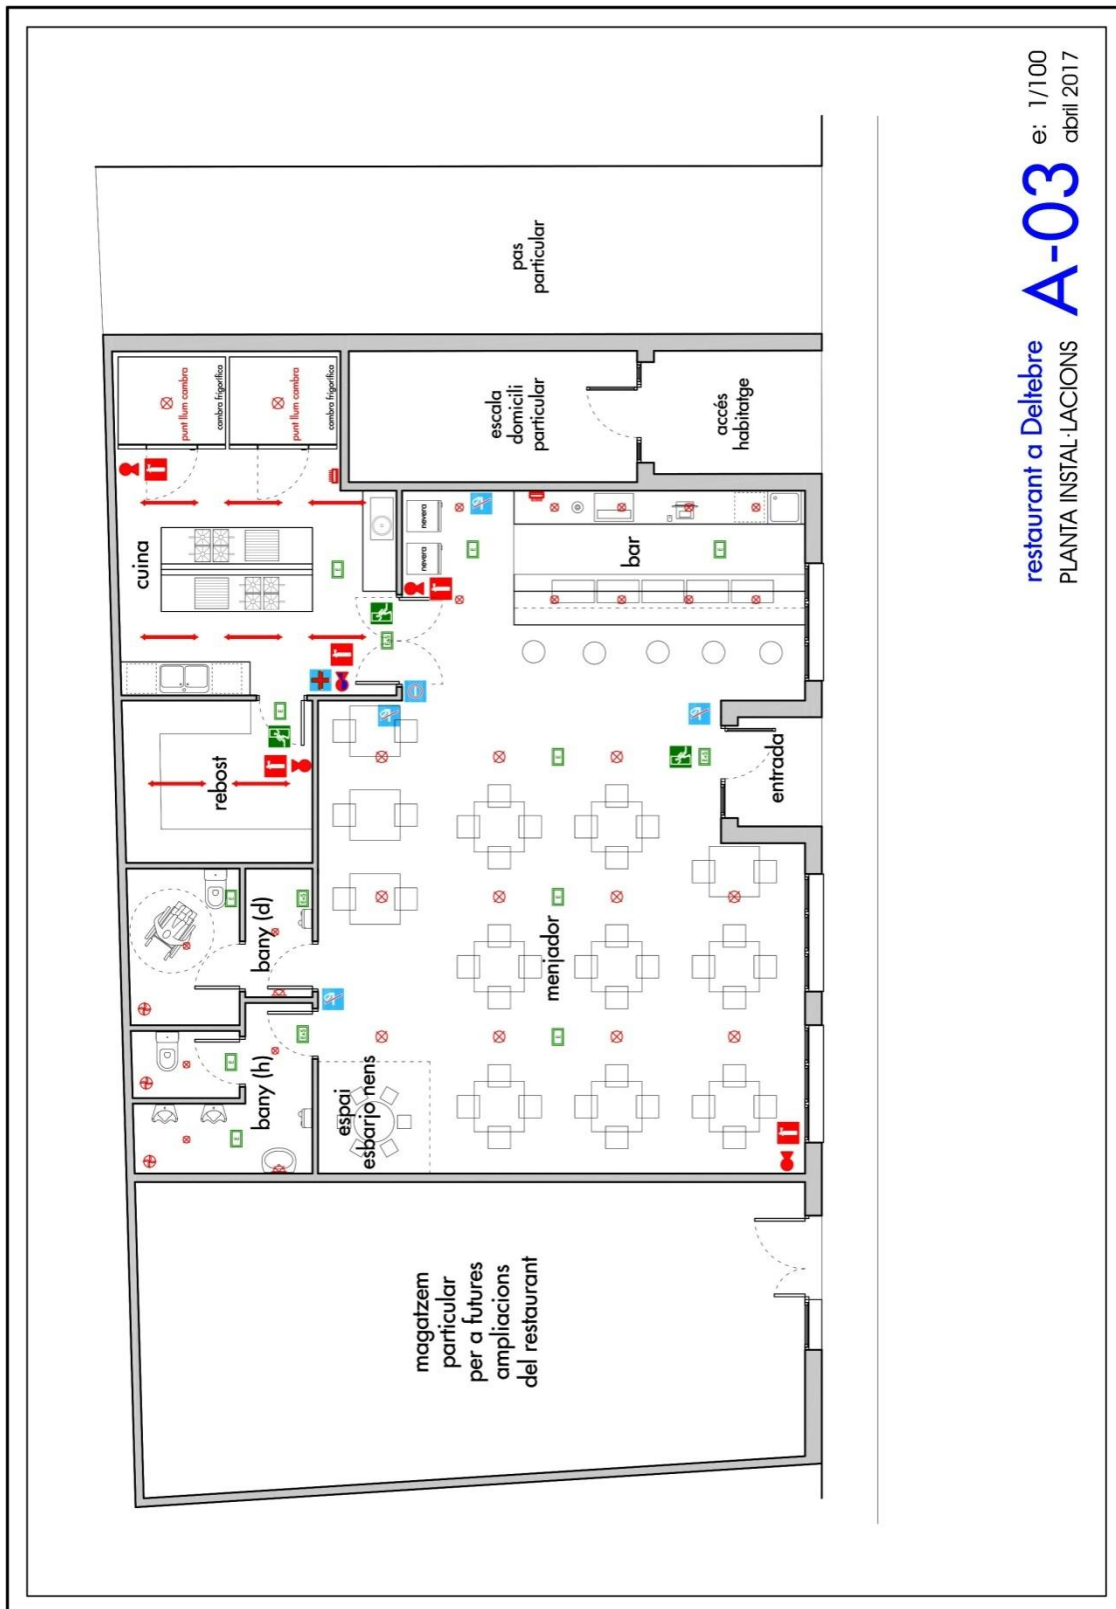 cuina
punt llum cambra
cambra frigorífica
punt llum cambra
cambra frigorífica
pas
particular
rebost
nevera
nevera
escala
domicili
particular
accés
habitatge
bany (d)
bany (h)
bar
entrada
menjador
espai
esbarjo nens
magatzem
particular
per a futures
ampliacions
del restaurant
restaurant a Deltebre
PLANTA INSTAL·LACIONS
A-03
e: 1/100
abril 2017